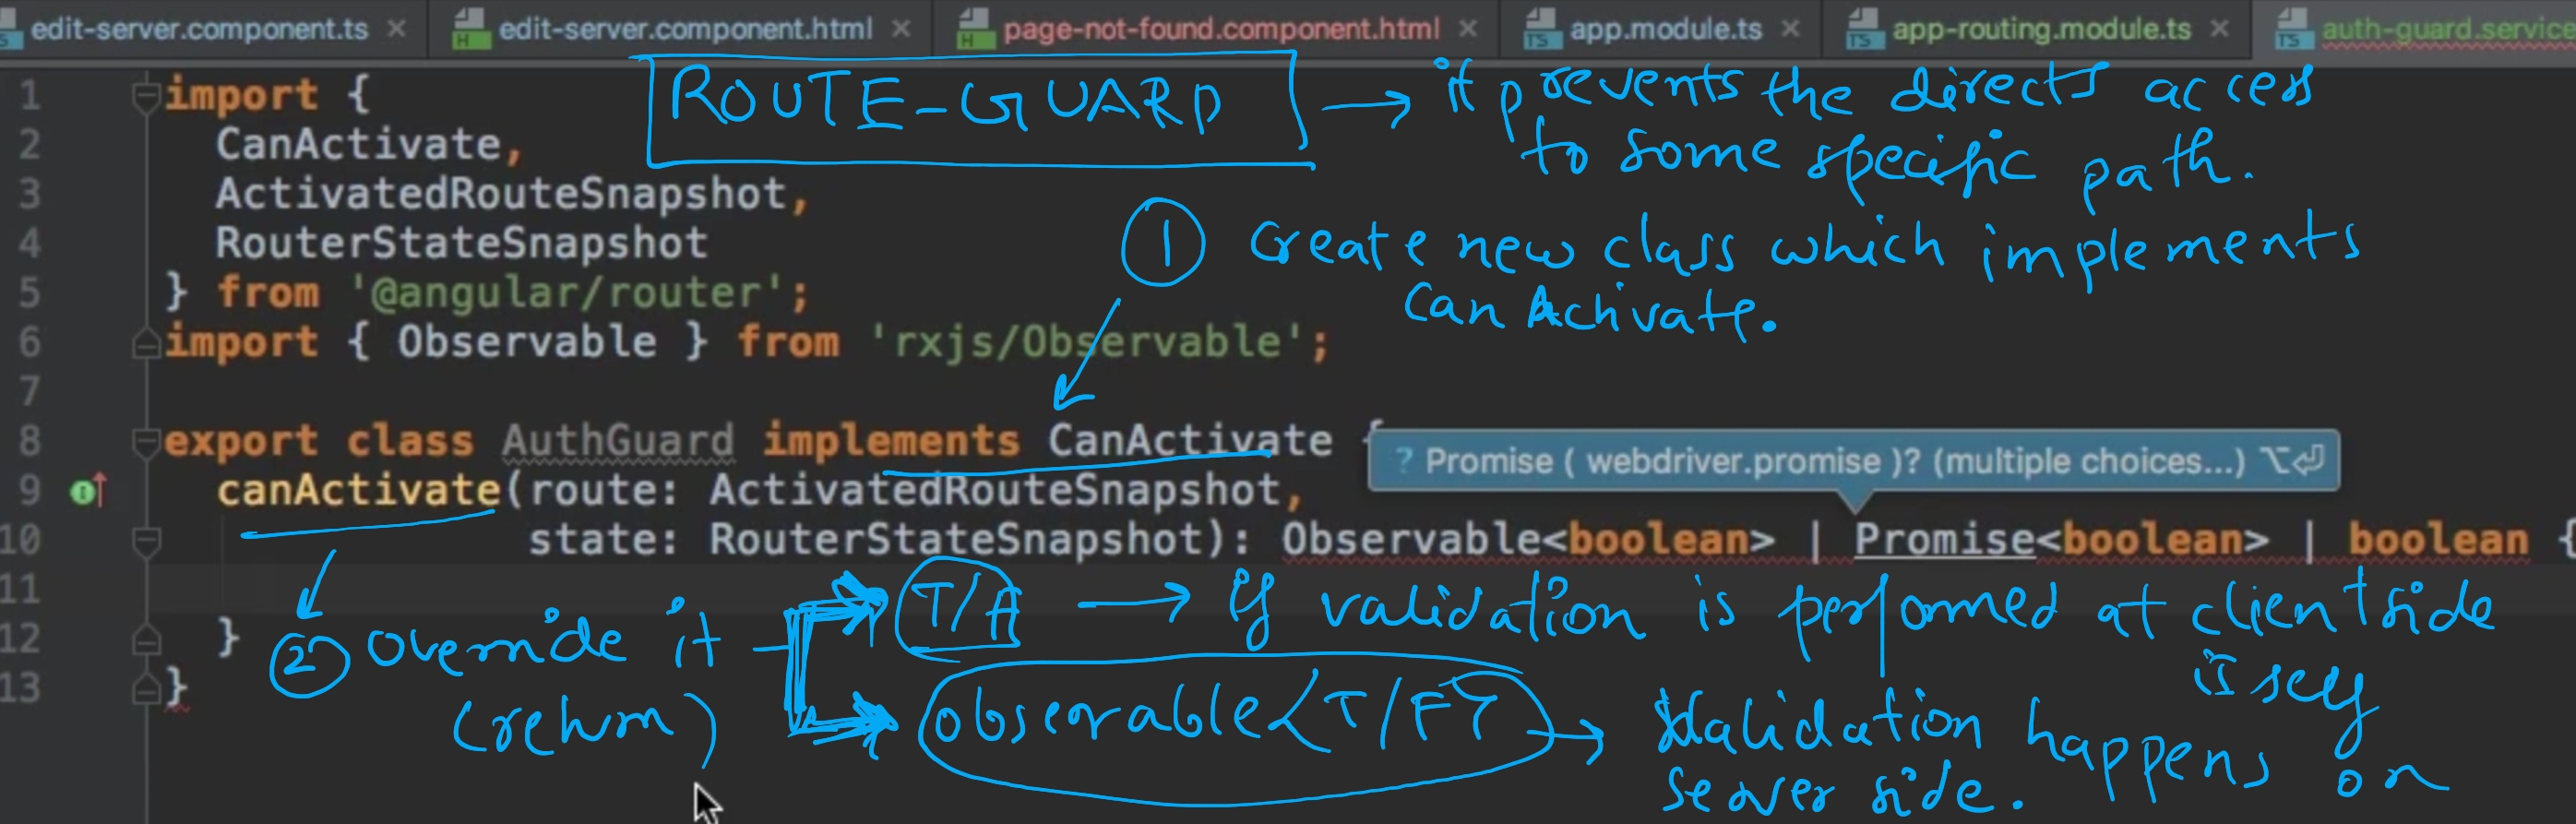 edit-server.component.ts × edit-server.component.html × page-not-found.component.html × app.module.ts × app-routing.module.ts × auth-guard.service
ROUTE-GUARD → it prevents the directs access
to some specific path.
1 import {
2 CanActivate,
3 ActivatedRouteSnapshot,
4 RouterStateSnapshot
5 } from '@angular/router';
6 import { Observable } from 'rxjs/Observable';
7
① Create new class which implements
Can Activate.
8 export class AuthGuard implements CanActivate {
? Promise ( webdriver.promise )? (multiple choices...) ⌥⏎
9 canActivate(route: ActivatedRouteSnapshot,
10 state: RouterStateSnapshot): Observable<boolean> | Promise<boolean> | boolean {
11
12 }
13 }
② override it
(return)
T/F → If validation is performed at client side
itself
observable<T/F> → Validation happens on
server side.